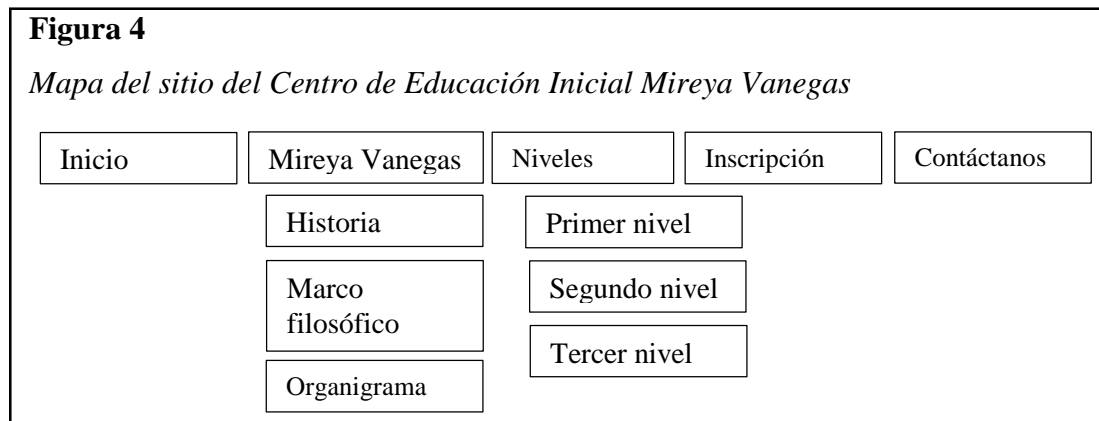 Figura 4
Mapa del sitio del Centro de Educación Inicial Mireya Vanegas
Inicio
Mireya Vanegas
Niveles
Inscripción
Contáctanos
Historia
Marco
filosófico
Organigrama
Primer nivel
Segundo nivel
Tercer nivel